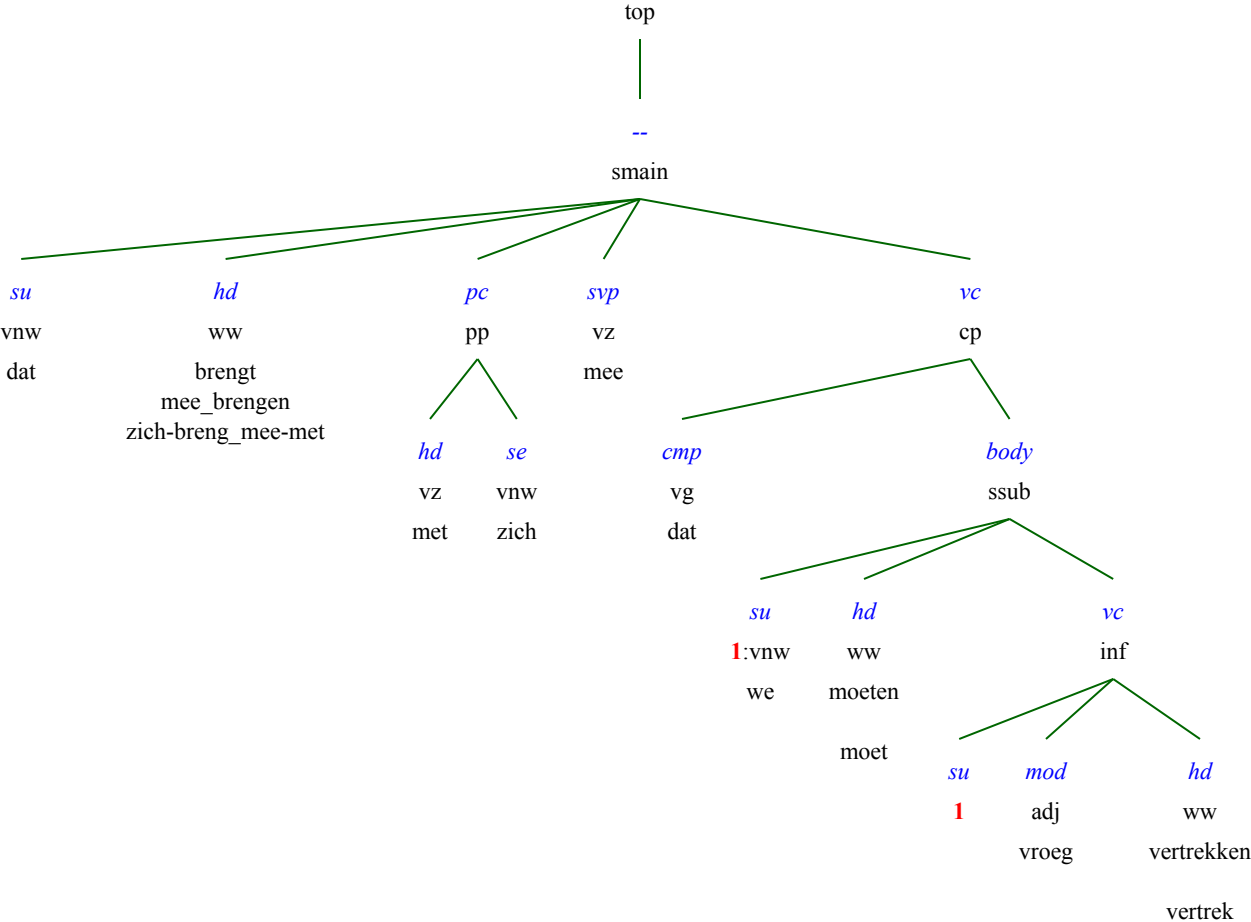 top
--
smain
su hd pc svp vc
vnw ww pp vz cp
dat brengt mee
mee_brengen
zich-breng_mee-met
hd se cmp body
vz vnw vg ssub
met zich dat
su hd vc
1:vnw ww inf
we moeten
moet
su mod hd
1 adj ww
vroeg vertrekken
vertrek